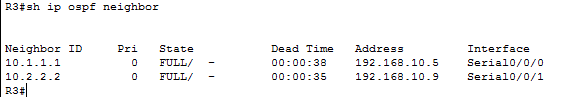 R3#sh ip ospf neighbor
Neighbor ID     Pri   State           Dead Time   Address         Interface
10.1.1.1          0   FULL/  -        00:00:38    192.168.10.5    Serial0/0/0
10.2.2.2          0   FULL/  -        00:00:35    192.168.10.9    Serial0/0/1
R3#